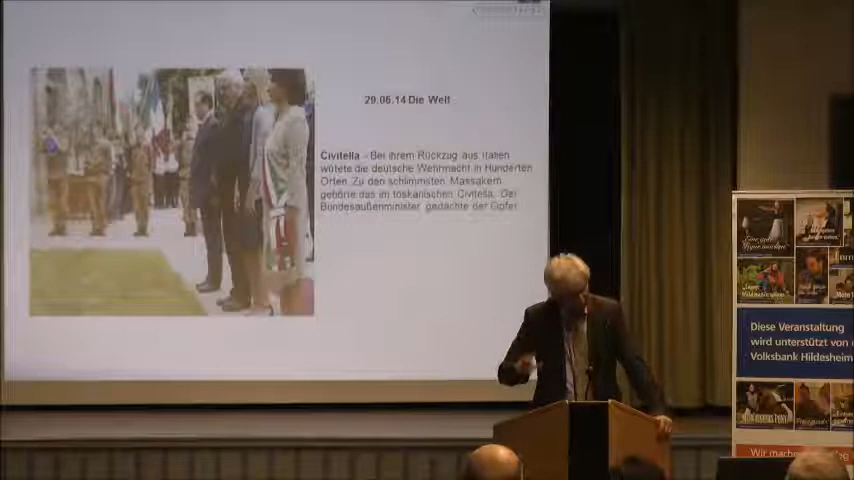 29.06.14 Die Welt
Civitella – Bei ihrem Rückzug aus Italien
wütete die deutsche Wehrmacht in Hunderten
Orten. Zu den schlimmsten Massakern
gehörte das im toskanischen Civitella. Der
Bundesaußenminister gedachte der Opfer.
Diese Veranstaltung
wird unterstützt von
Volksbank Hildesheim
Wir mach